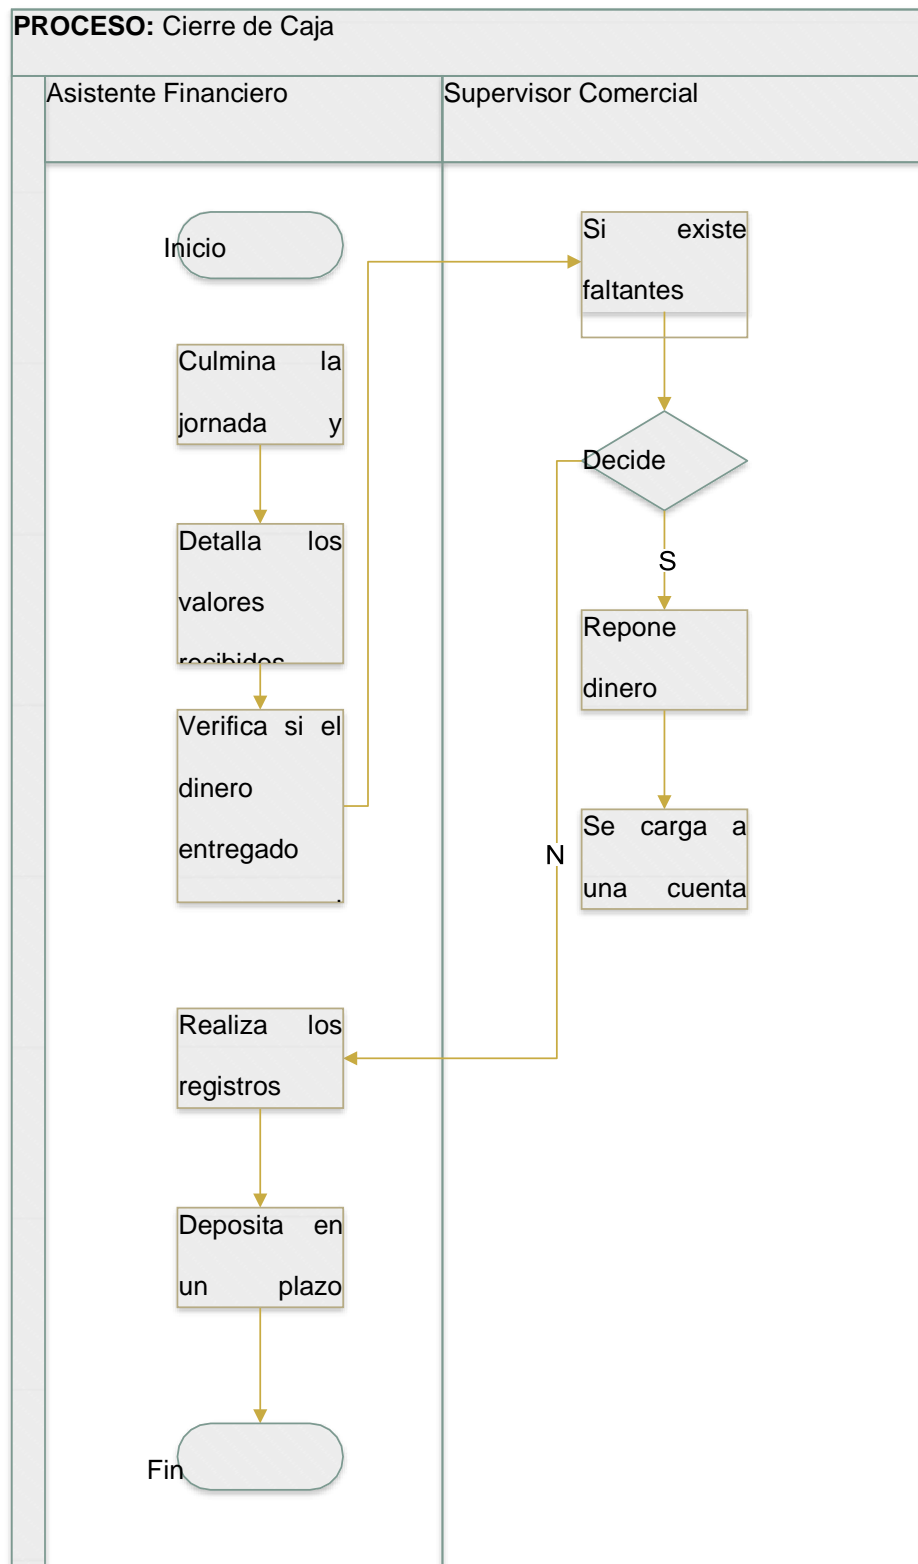 PROCESO: Cierre de Caja
Asistente Financiero
Supervisor Comercial
Inicio
Culmina la
jornada y
Detalla los
valores
recibidos
Verifica si el
dinero
entregado
Realiza los
registros
Deposita en
un plazo
Fin
Si existe
faltantes
Decide
S
Repone
dinero
Se carga a
una cuenta
N